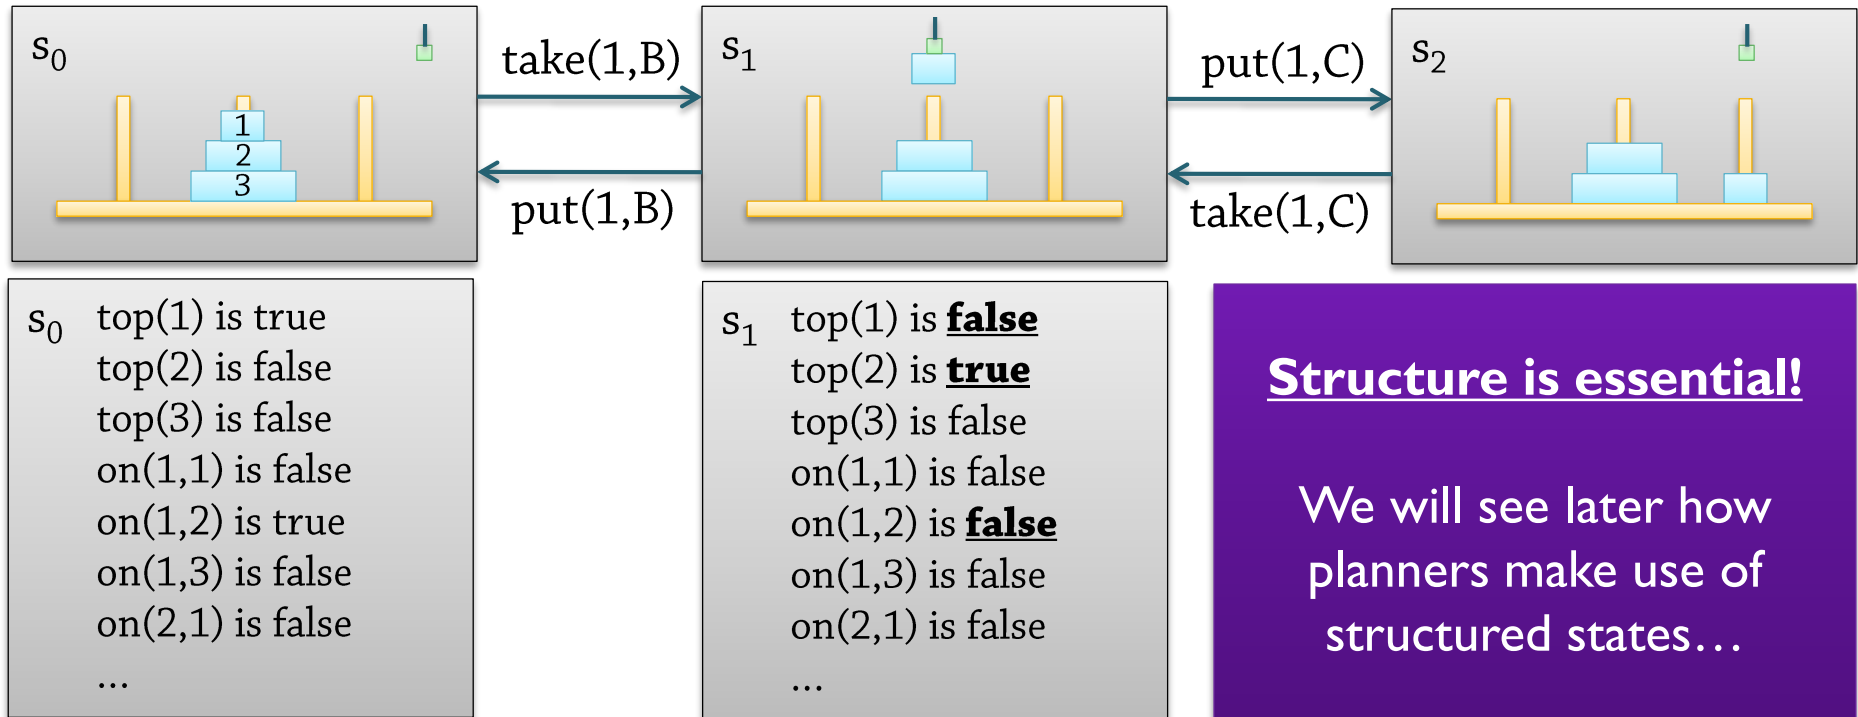 s₀
1
2
3
take(1,B)
put(1,B)
s₁
put(1,C)
take(1,C)
s₂
s₀ top(1) is true
top(2) is false
top(3) is false
on(1,1) is false
on(1,2) is true
on(1,3) is false
on(2,1) is false
...
s₁ top(1) is false
top(2) is true
top(3) is false
on(1,1) is false
on(1,2) is false
on(1,3) is false
on(2,1) is false
...
Structure is essential!
We will see later how
planners make use of
structured states…